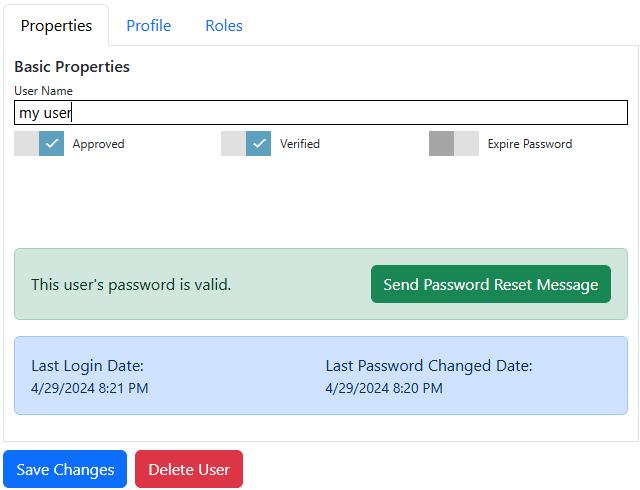 Properties Profile Roles
Basic Properties
User Name
my user
Approved Verified Expire Password
This user's password is valid. Send Password Reset Message
Last Login Date: Last Password Changed Date:
4/29/2024 8:21 PM 4/29/2024 8:20 PM
Save Changes Delete User